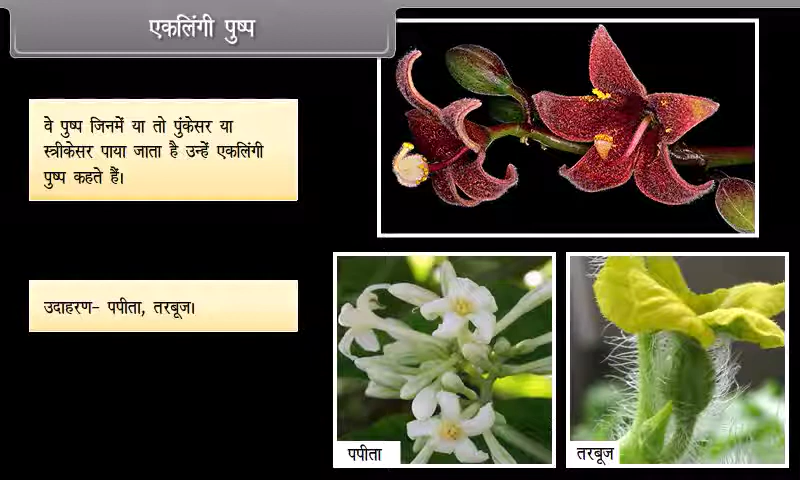 एकलिंगी पुष्प
वे पुष्प जिनमें या तो पुंकेसर या
स्त्रीकेसर पाया जाता है उन्हें एकलिंगी
पुष्प कहते हैं।
उदाहरण- पपीता, तरबूज।
पपीता
तरबूज